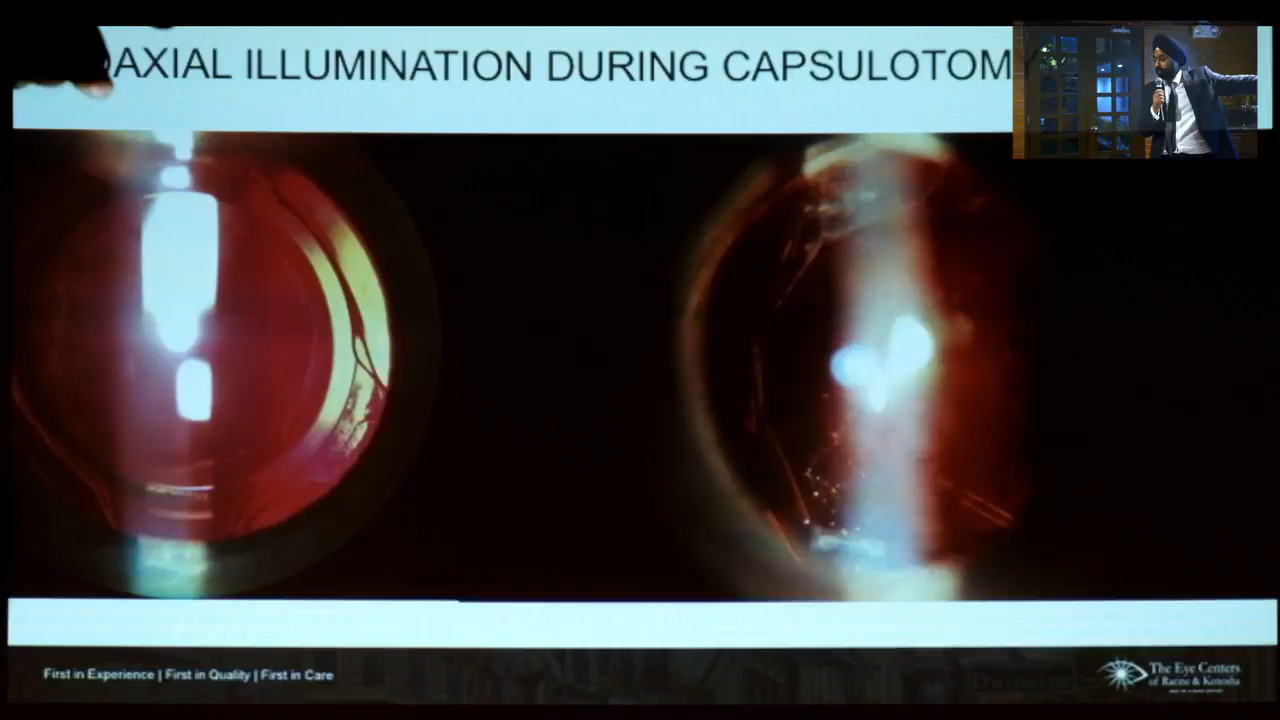 AXIAL ILLUMINATION DURING CAPSULOTOM
First in Experience | First in Quality | First in Care
The Eye Centers
of Racine & Kenosha